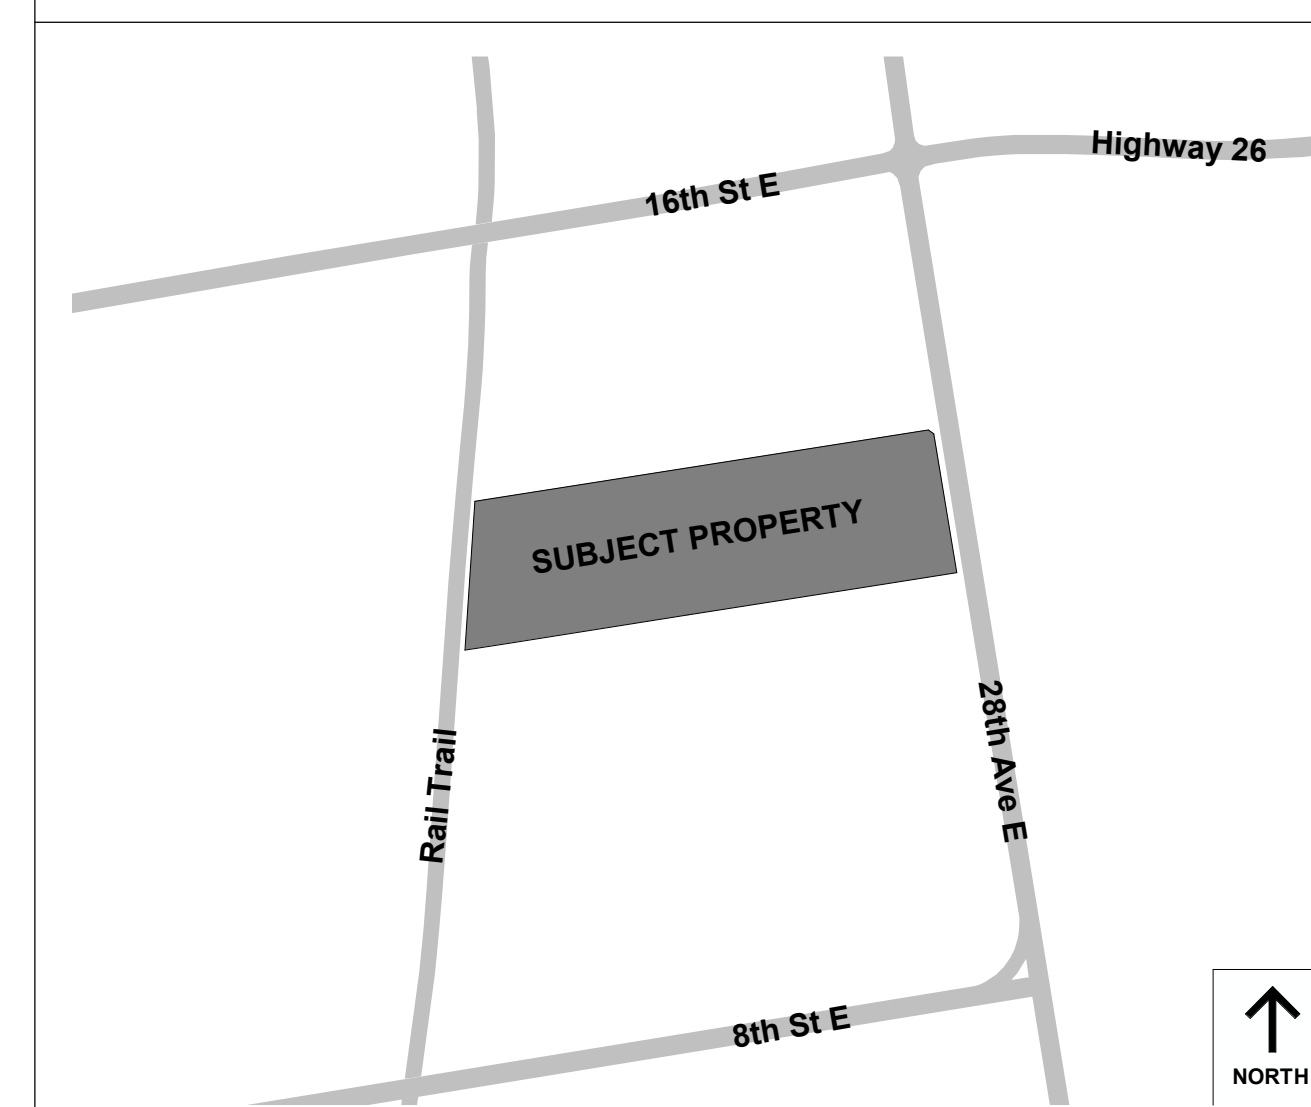 Highway 26
16th St E
SUBJECT PROPERTY
28th Ave E
Rail Trail
8th St E
NORTH